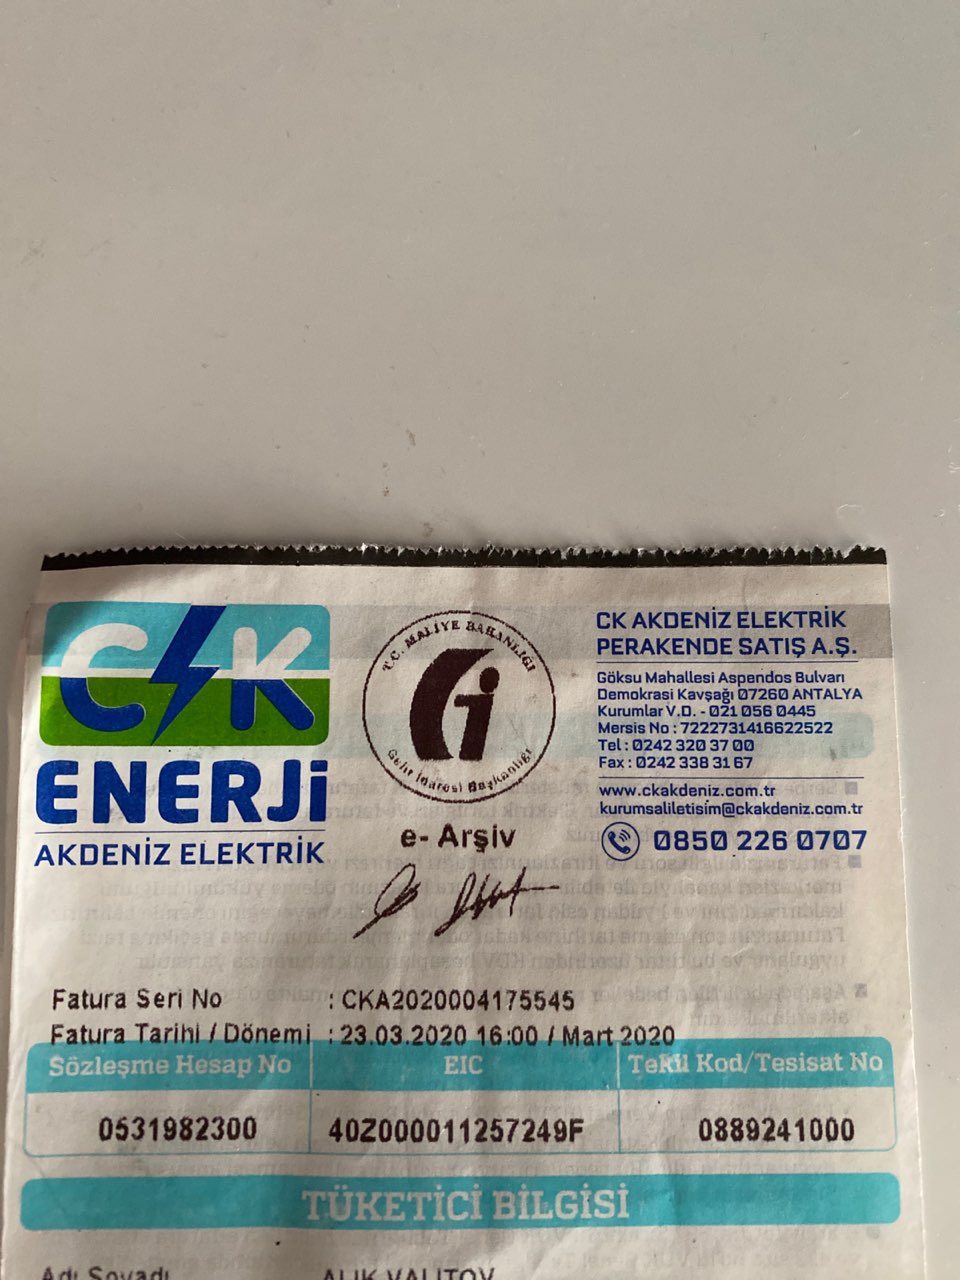 CK
ENERJi
AKDENİZ ELEKTRİK
T.C. MALİYE BAKANLIĞI
Gelir İdaresi Başkanlığı
e- Arşiv
CK AKDENİZ ELEKTRİK
PERAKENDE SATIŞ A.Ş.
Göksu Mahallesi Aspendos Bulvarı
Demokrasi Kavşağı 07260 ANTALYA
Kurumlar V.D. - 021 056 0445
Mersis No : 7222731416622522
Tel : 0242 320 37 00
Fax : 0242 338 31 67
www.ckakdeniz.com.tr
kurumsaliletisim@ckakdeniz.com.tr
0850 226 0707
Fatura Seri No : CKA2020004175545
Fatura Tarihi / Dönemi : 23.03.2020 16:00 / Mart 2020
Sözleşme Hesap No EIC Tekil Kod/Tesisat No
0531982300 40Z000011257249F 0889241000
TÜKETİCİ BİLGİSİ
Adı Soyadı ALIK VALITOV